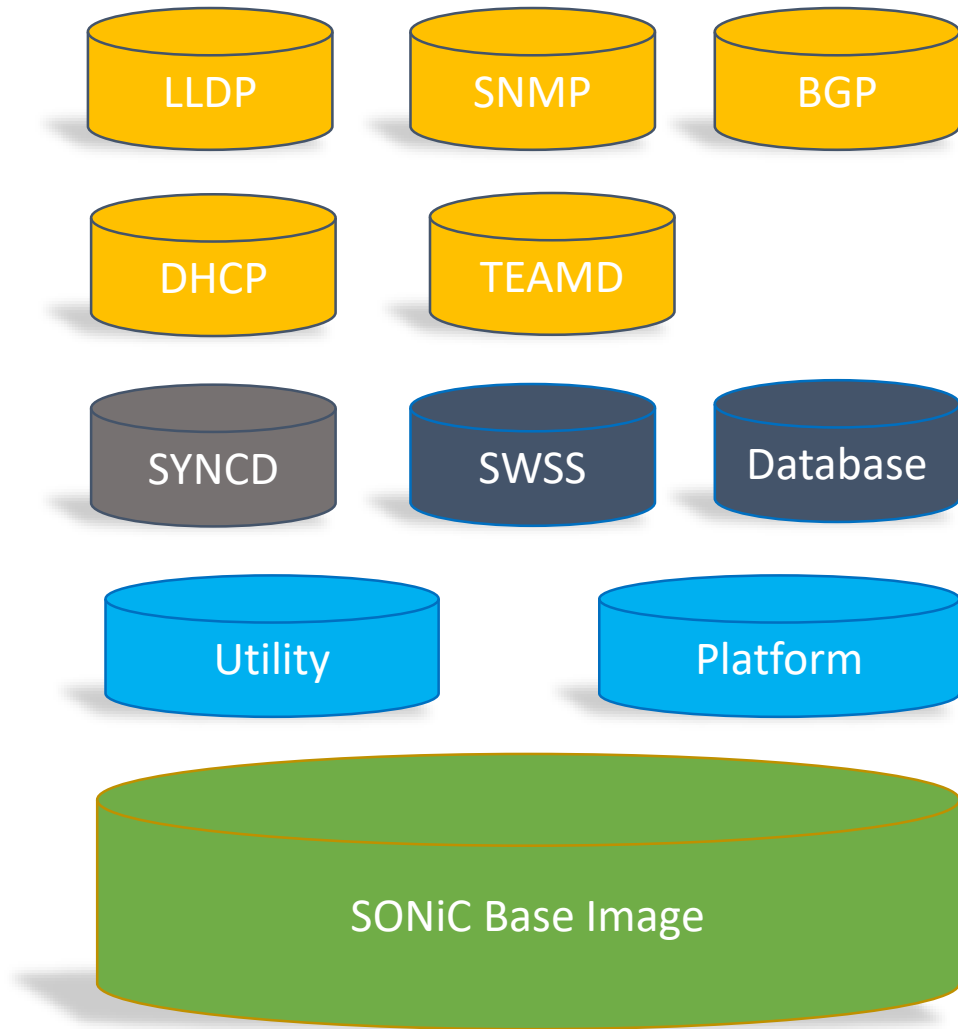 LLDP
SNMP
BGP
DHCP
TEAMD
SYNCD
SWSS
Database
Utility
Platform
SONiC Base Image